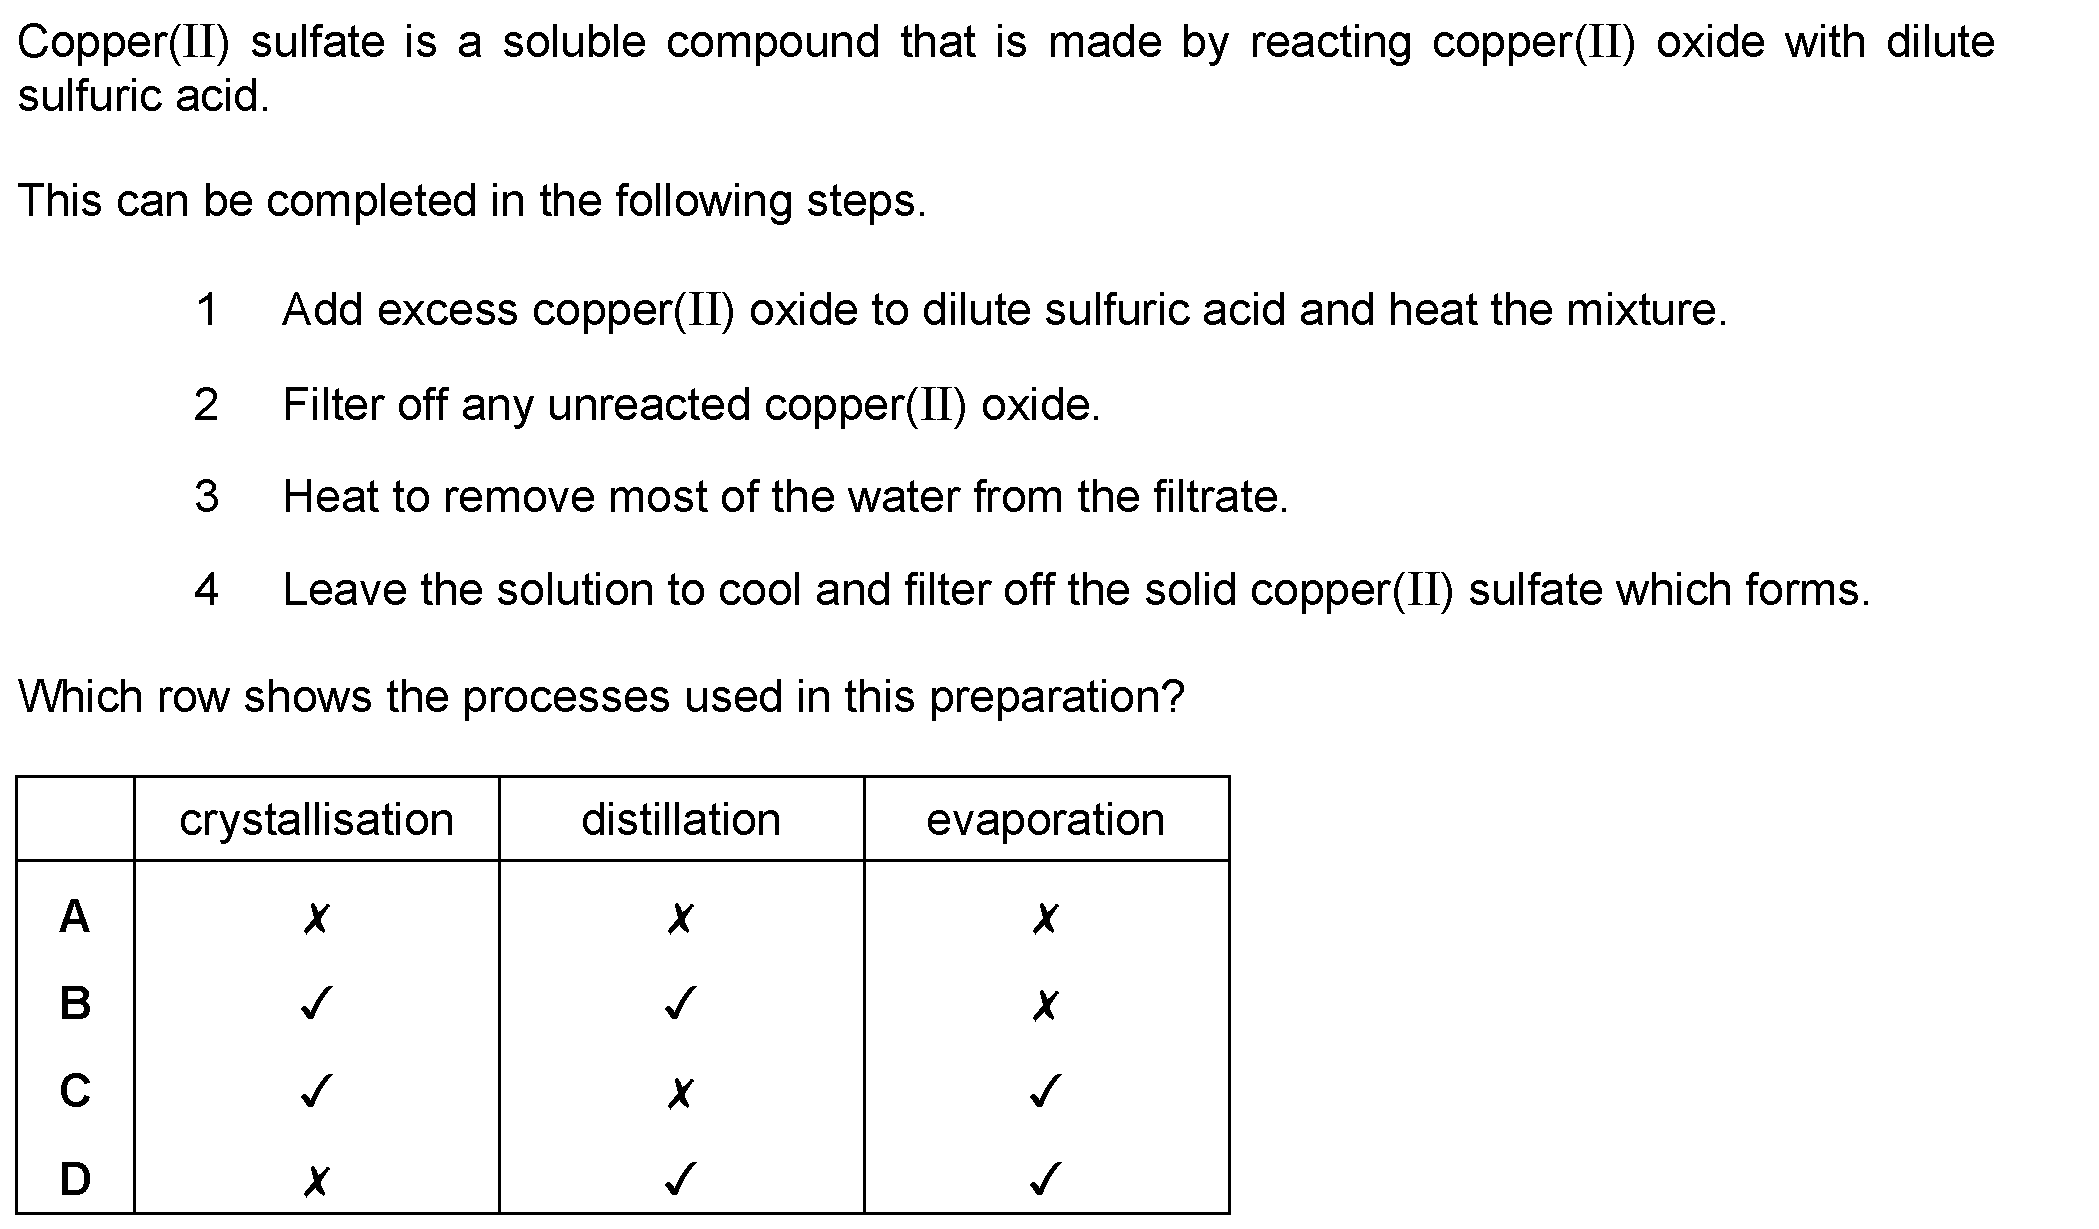 Copper(II) sulfate is a soluble compound that is made by reacting copper(II) oxide with dilute
sulfuric acid.
This can be completed in the following steps.
1 Add excess copper(II) oxide to dilute sulfuric acid and heat the mixture.
2 Filter off any unreacted copper(II) oxide.
3 Heat to remove most of the water from the filtrate.
4 Leave the solution to cool and filter off the solid copper(II) sulfate which forms.
Which row shows the processes used in this preparation?
crystallisation distillation evaporation
A ✗ ✗ ✗
B ✓ ✓ ✗
C ✓ ✗ ✓
D ✗ ✓ ✓